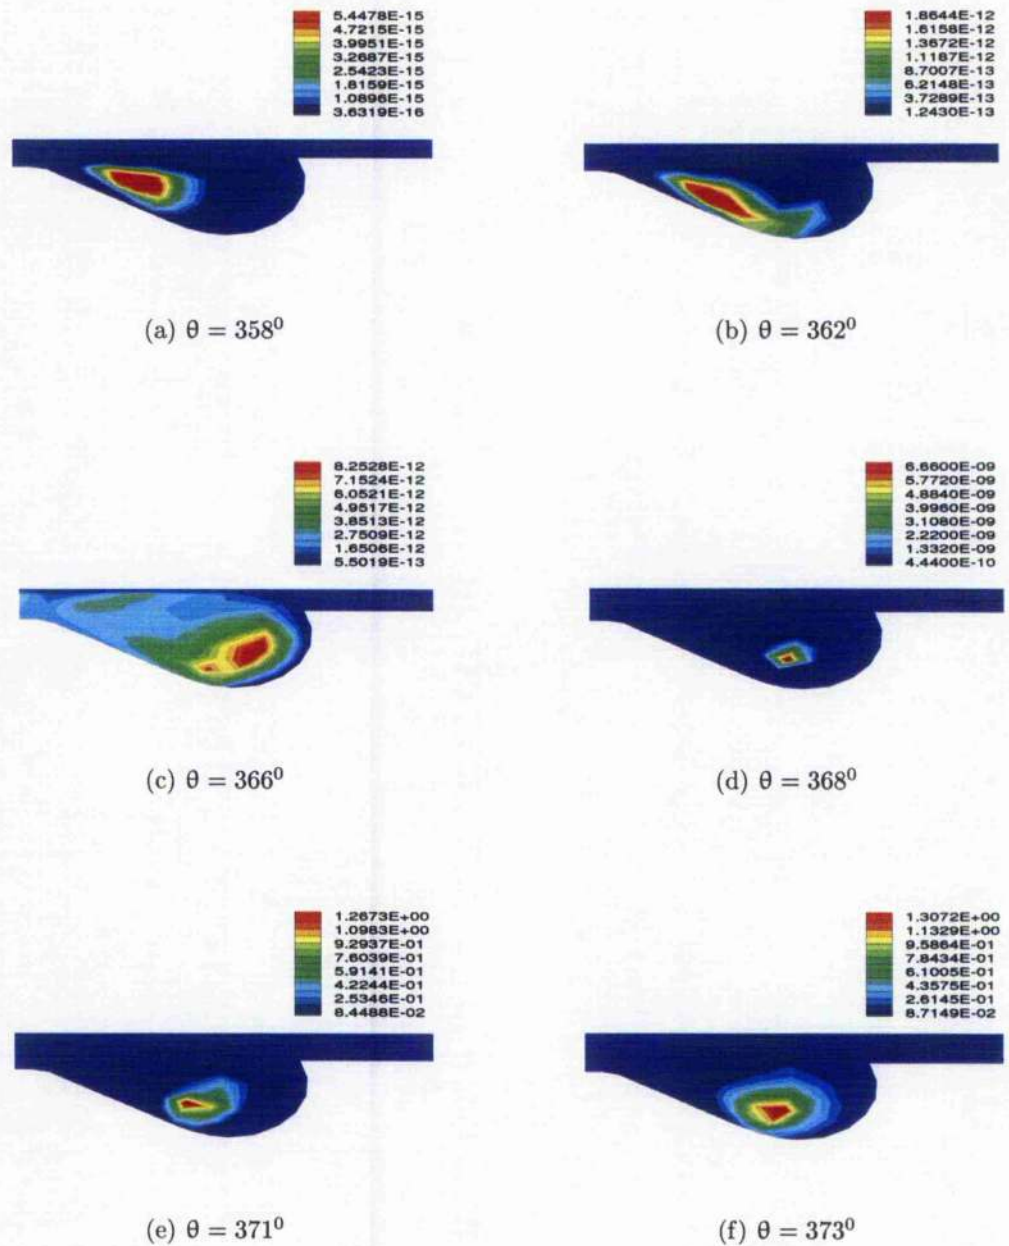 5.4478E-15
4.7215E-15
3.9951E-15
3.2687E-15
2.5423E-15
1.8159E-15
1.0896E-15
3.6319E-16
(a) θ = 358⁰
1.8644E-12
1.6158E-12
1.3672E-12
1.1187E-12
8.7007E-13
6.2148E-13
3.7289E-13
1.2430E-13
(b) θ = 362⁰
8.2528E-12
7.1524E-12
6.0521E-12
4.9517E-12
3.8513E-12
2.7509E-12
1.6506E-12
5.5019E-13
(c) θ = 366⁰
6.6600E-09
5.7720E-09
4.8840E-09
3.9960E-09
3.1080E-09
2.2200E-09
1.3320E-09
4.4400E-10
(d) θ = 368⁰
1.2673E+00
1.0983E+00
9.2937E-01
7.6039E-01
5.9141E-01
4.2244E-01
2.5346E-01
8.4488E-02
(e) θ = 371⁰
1.3072E+00
1.1329E+00
9.5864E-01
7.8434E-01
6.1005E-01
4.3575E-01
2.6145E-01
8.7149E-02
(f) θ = 373⁰